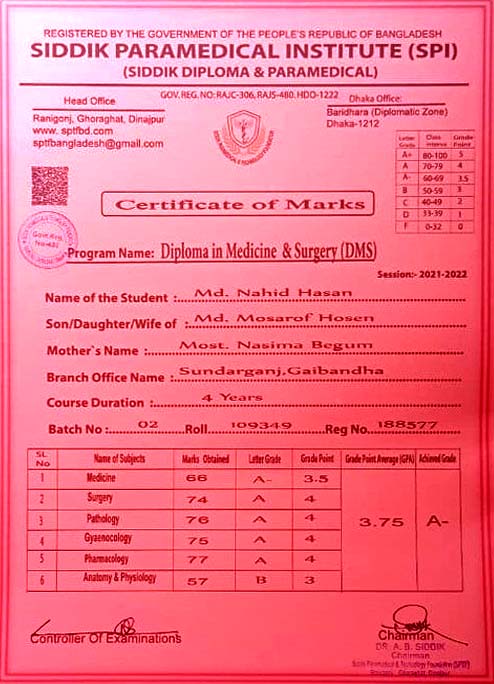 REGISTERED BY THE GOVERNMENT OF THE PEOPLE'S REPUBLIC OF BANGLADESH
SIDDIK PARAMEDICAL INSTITUTE (SPI)
(SIDDIK DIPLOMA & PARAMEDICAL)
GOV. REG. NO: RAJC-306, RAJS-480. HDO-1222
Head Office
Ranigonj, Ghoraghat, Dinajpur
www. sptfbd.com
sptfbangladesh@gmail.com
Dhaka Office:
Baridhara (Diplomatic Zone)
Dhaka-1212
Letter Grade Class Interval Grade Point
A+ 80-100 5
A 70-79 4
A- 60-69 3.5
B 50-59 3
C 40-49 2
D 33-39 1
F 0-32 0
Certificate of Marks
Govt. Reg.
Program Name: Diploma in Medicine & Surgery (DMS)
Session:- 2021-2022
Name of the Student :Md. Nahid Hasan
Son/Daughter/Wife of :Md. Mosarof Hosen
Mother`s Name :Most. Nasima Begum
Branch Office Name :Sundarganj,Gaibandha
Course Duration :4 Years
Batch No :02 Roll 109349 Reg No 188577
SL No Name of Subjects Marks Obtained Letter Grade Grade Point Grade Point Average (GPA) Achieved Grade
1 Medicine 66 A- 3.5
2 Surgery 74 A 4
3 Pathology 76 A 4
3.75 A-
4 Gyaenocology 75 A 4
5 Pharmacology 77 A 4
6 Anatomy & Physiology 57 B 3
Controller Of Examinations
Chairman
DR. A. B. SIDDIK
Chairman